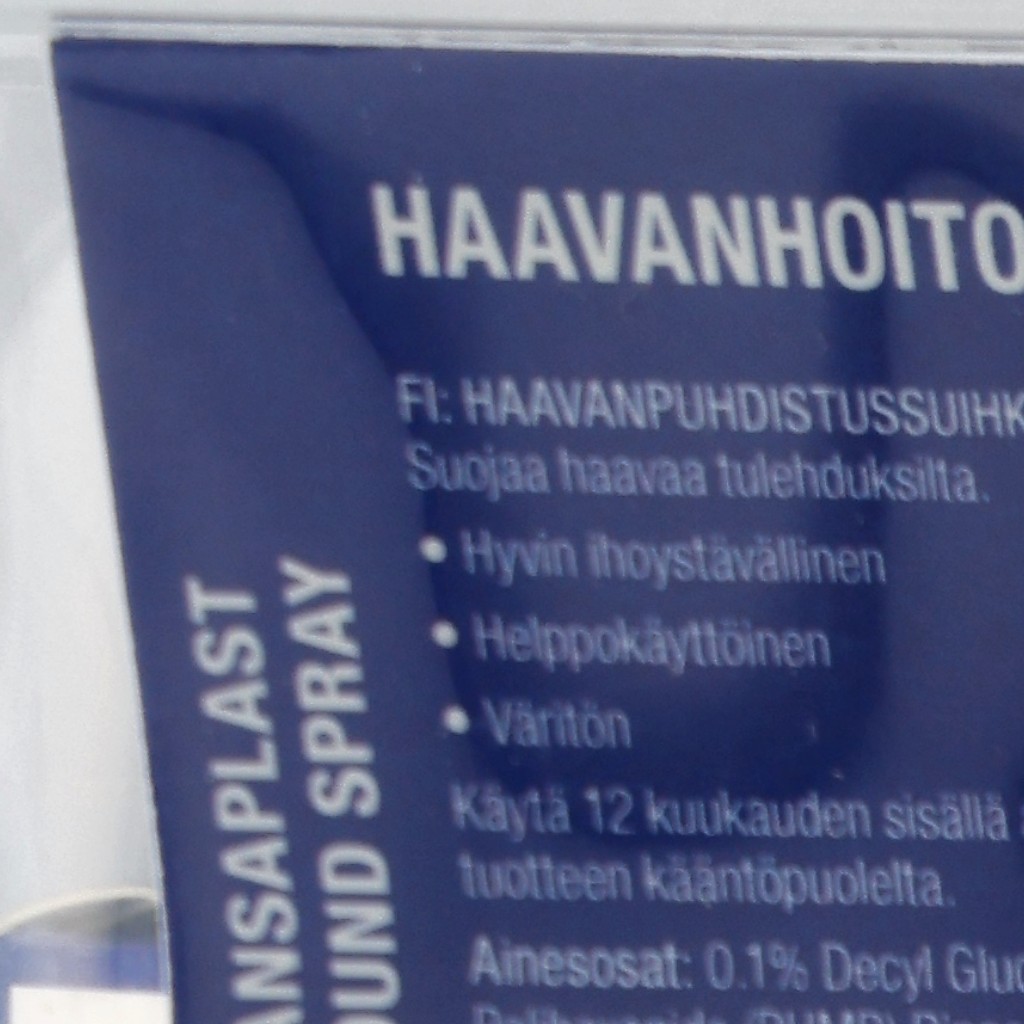 HAAVANHOITO
FI: HAAVANPUHDISTUSSUIHK
Suojaa haavaa tulehduksilta.
• Hyvin ihoystävällinen
• Helppokäyttöinen
• Väritön
Käytä 12 kuukauden sisällä
tuotteen kääntöpuolelta.
Ainesosat: 0.1% Decyl Gluc
ANSAPLAST
OUND SPRAY